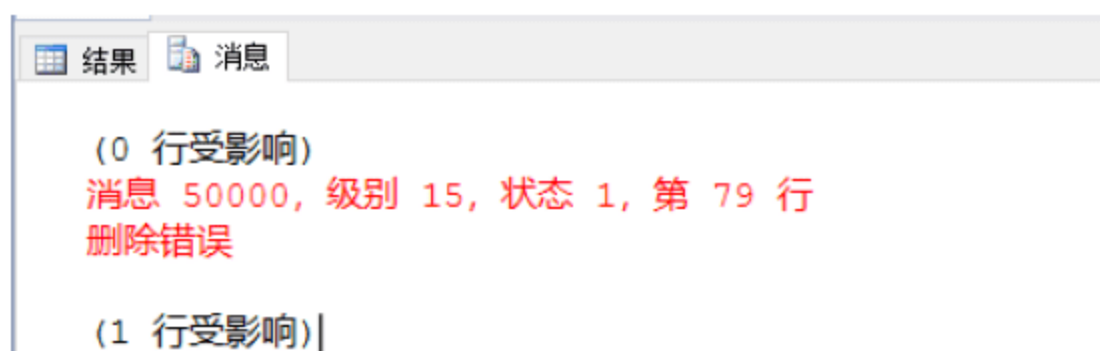 结果 消息
(0 行受影响)
消息 50000, 级别 15, 状态 1, 第 79 行
删除错误
(1 行受影响)